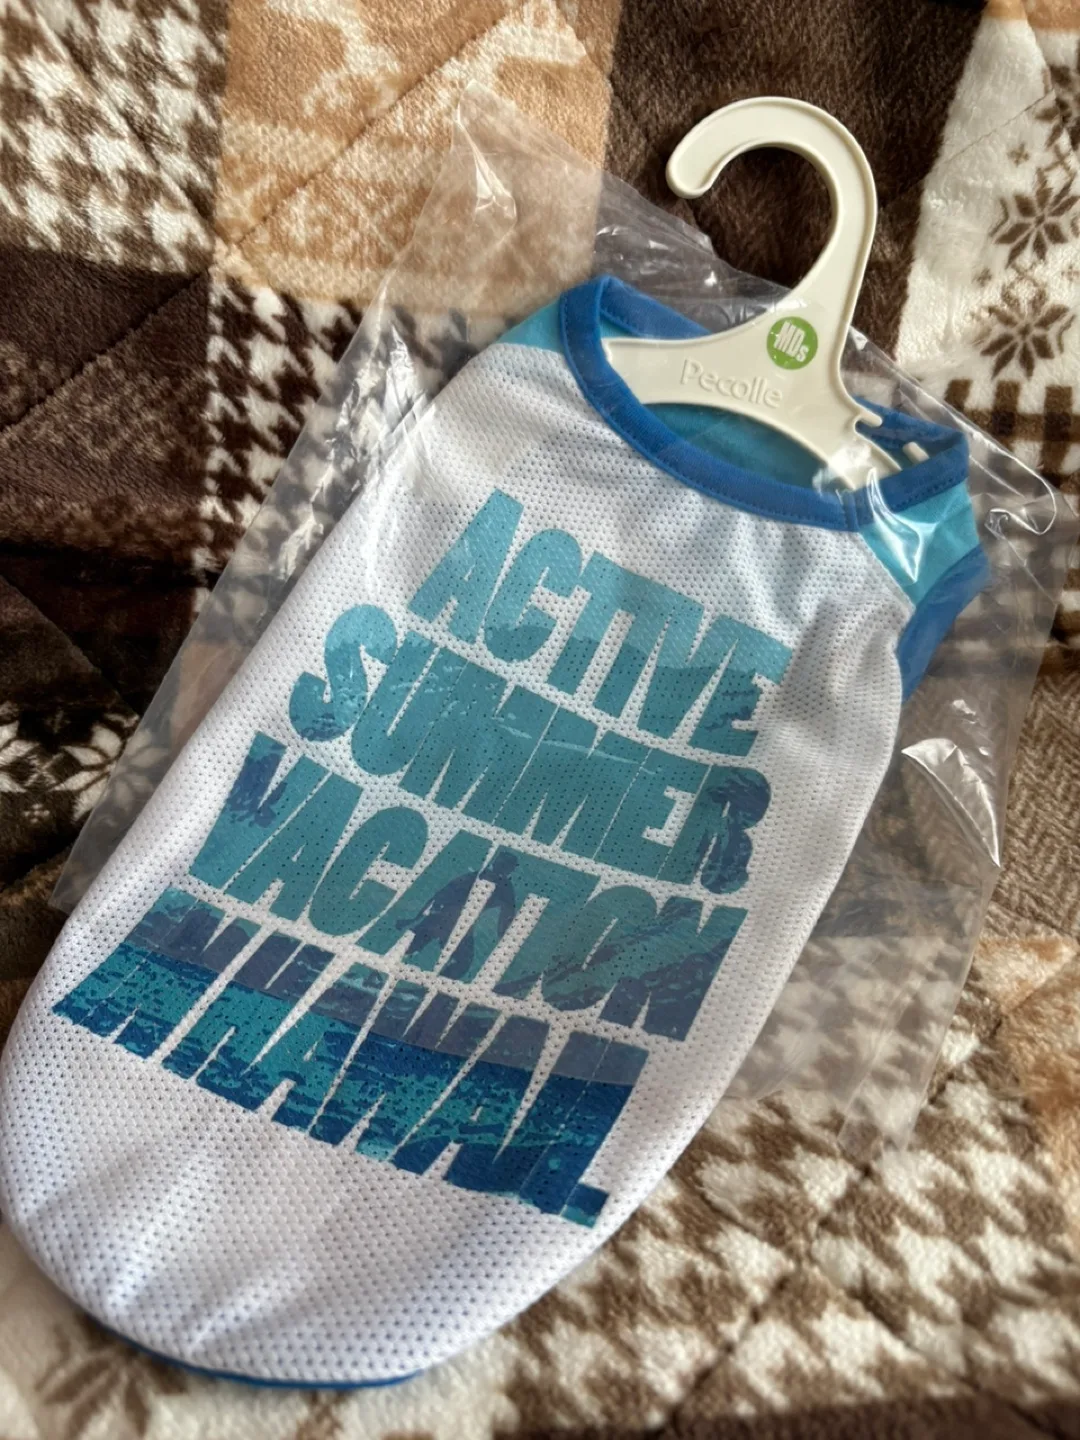 MDs
Pecolle
ACTIVE
SUMMER
VACATION
IN HAWAII